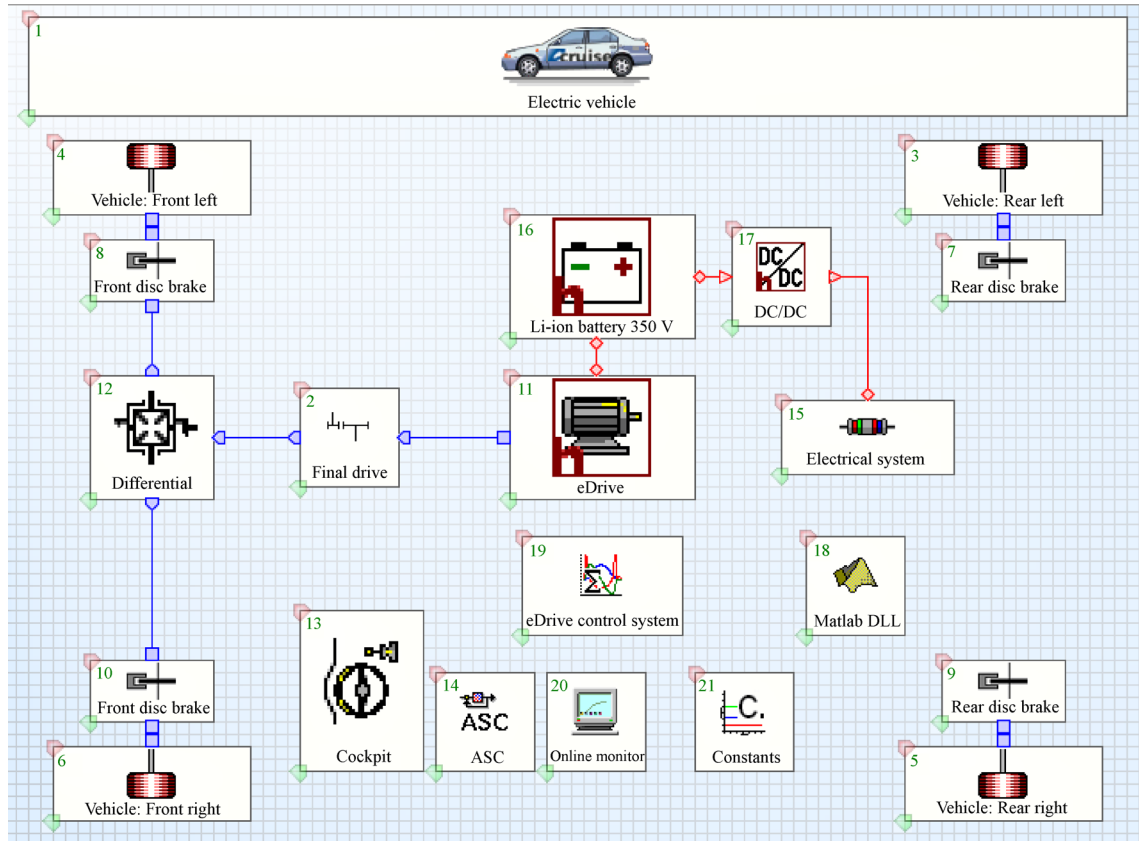 1
cruise
Electric vehicle
4
Vehicle: Front left
3
Vehicle: Rear left
8
Front disc brake
16
Li-ion battery 350 V
17
DC
DC
DC/DC
7
Rear disc brake
12
Differential
2
Final drive
11
eDrive
15
Electrical system
19
eDrive control system
18
Matlab DLL
13
Cockpit
10
Front disc brake
14
ASC
ASC
20
Online monitor
21
C.
Constants
9
Rear disc brake
6
Vehicle: Front right
5
Vehicle: Rear right